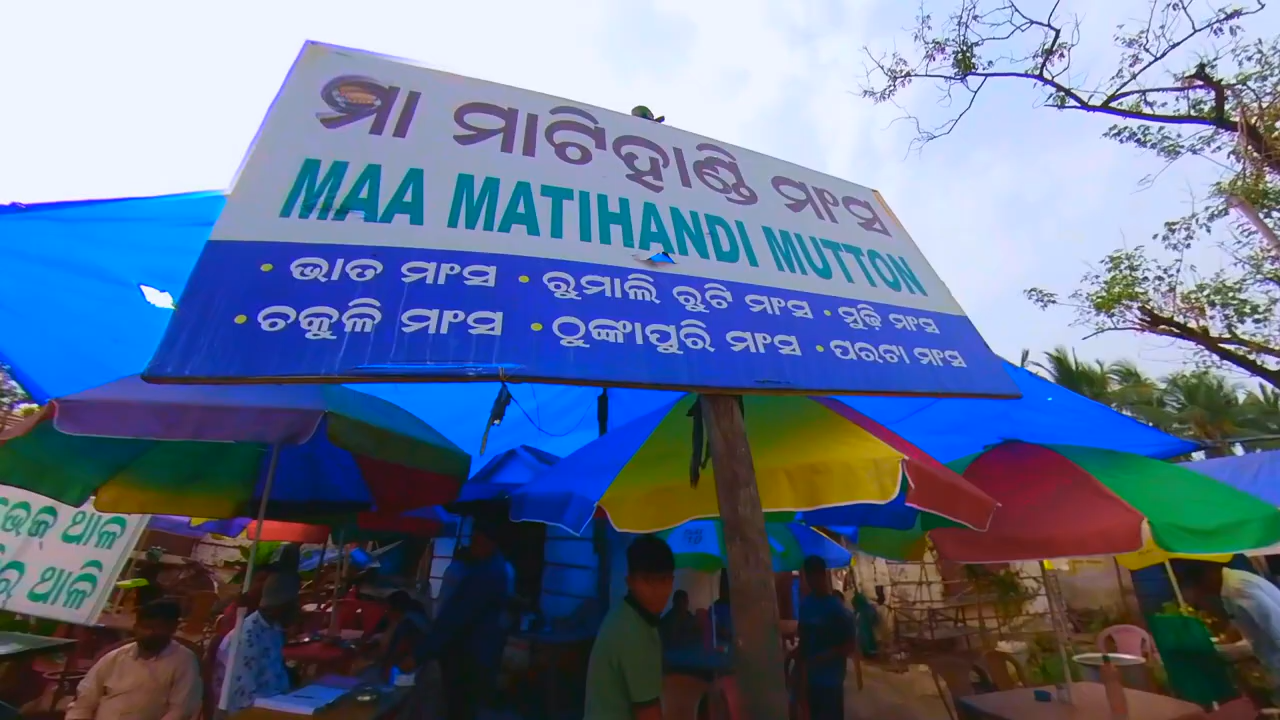 ମା ମାଟିହାଣ୍ଡି ମଂସ
MAA MATIHANDI MUTTON
• ଭାତ ମଂସ • ରୁମାଲି ରୁଟି ମଂସ • ମୁଢ଼ି ମଂସ
• ଚକୁଳି ମଂସ • ଠୁଙ୍କାପୁରି ମଂସ • ପରଟା ମଂସ
ଭେଜ୍ ଥାଳି
ଥାଳି